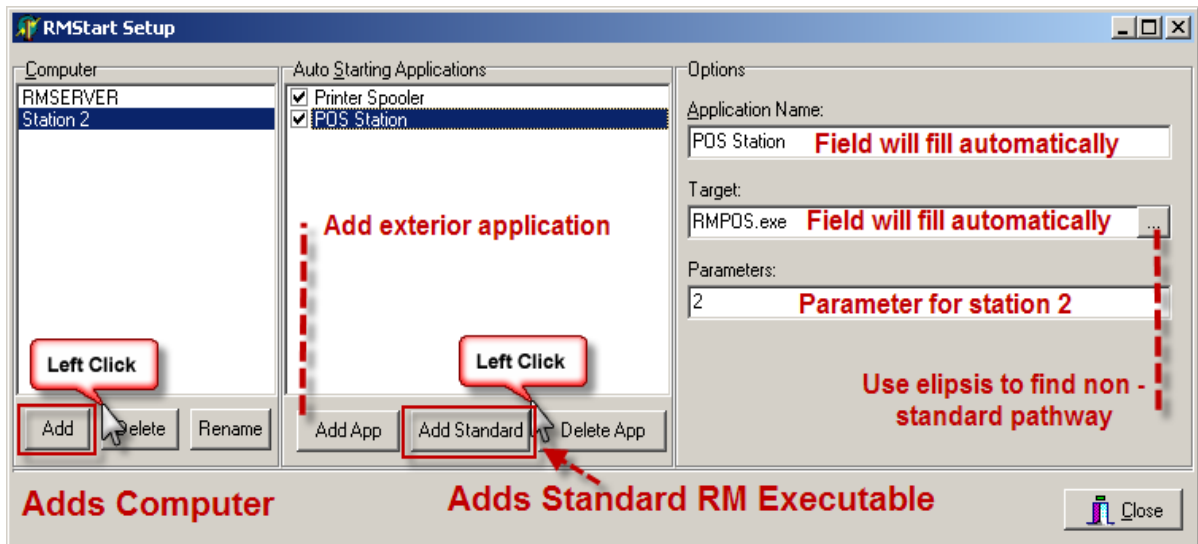 RMStart Setup
Computer
RMSERVER
Station 2
Left Click
Add
Delete
Rename
Adds Computer
Auto Starting Applications
Printer Spooler
POS Station
Add exterior application
Left Click
Add App
Add Standard
Delete App
Adds Standard RM Executable
Options
Application Name:
POS Station Field will fill automatically
Target:
RMPOS.exe Field will fill automatically ...
Parameters:
2 Parameter for station 2
Use elipsis to find non -
standard pathway
Close